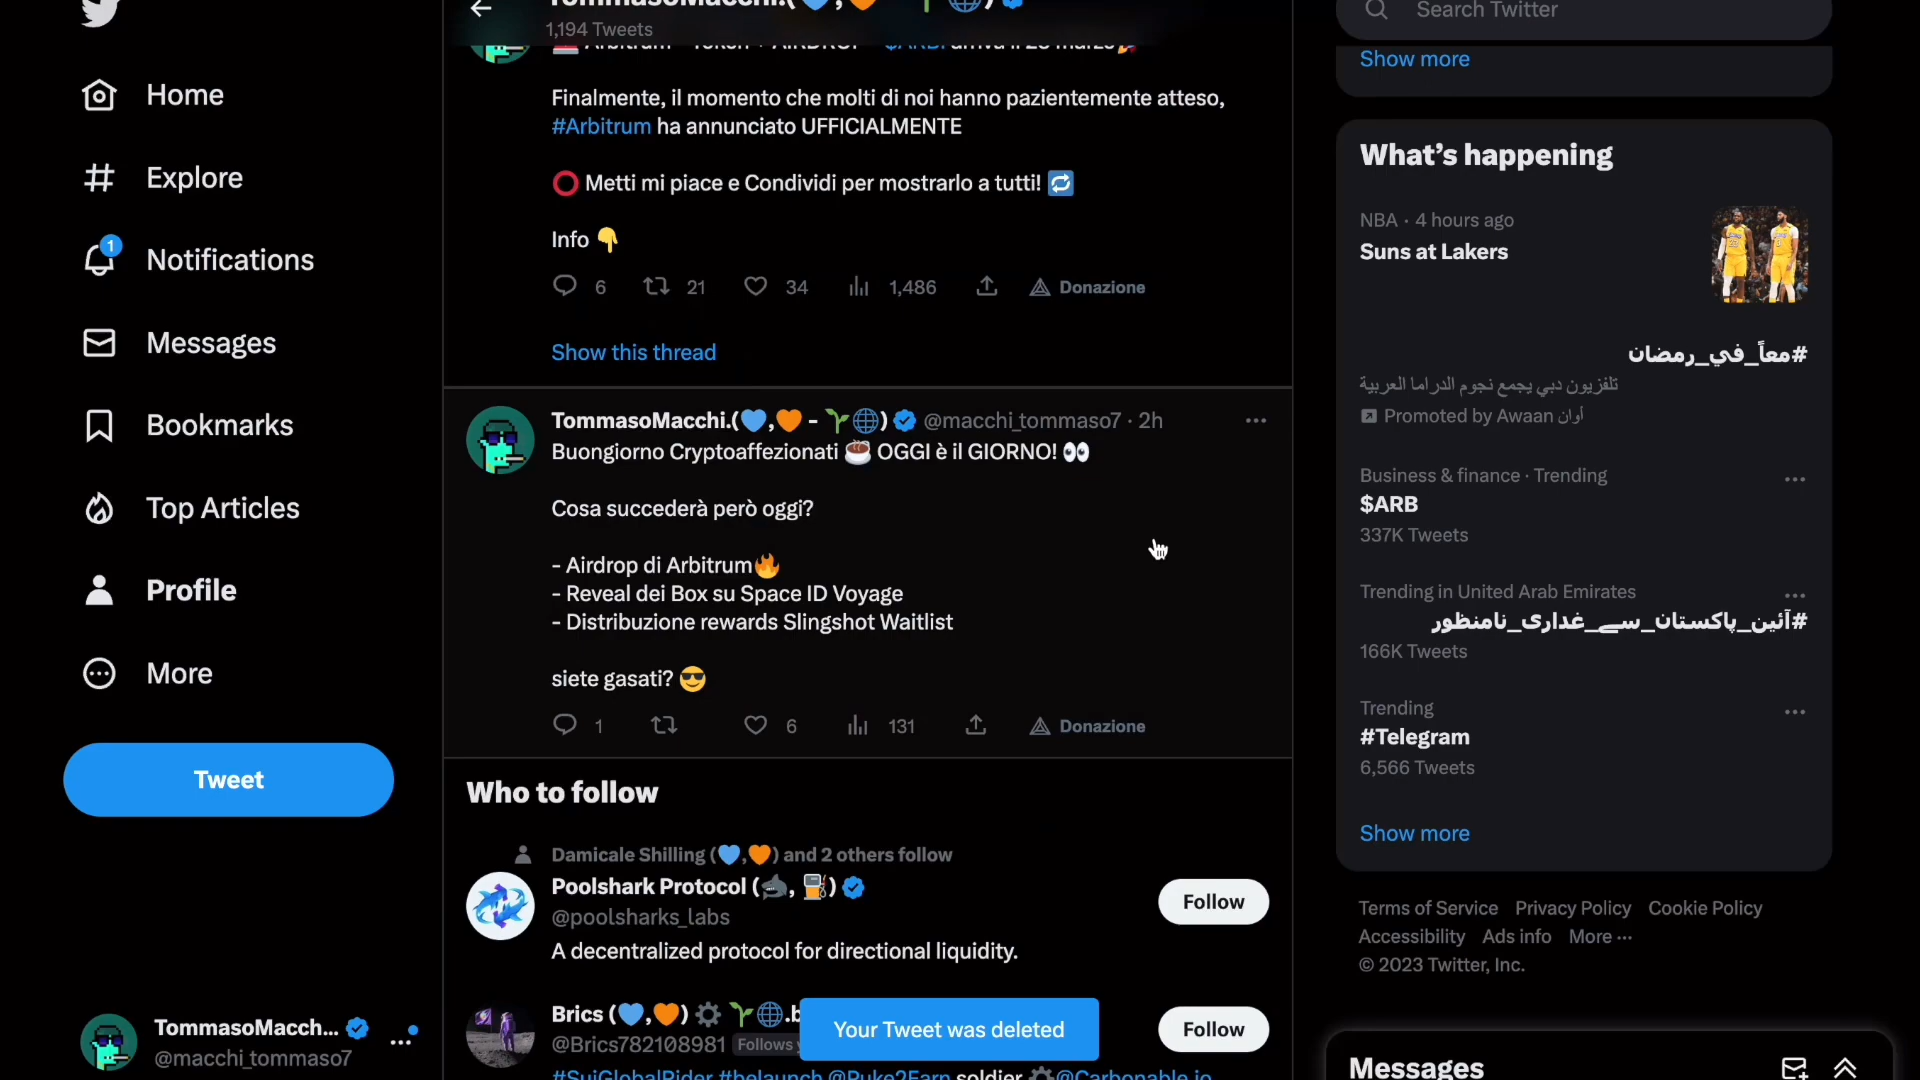 1,194 Tweets
Finalmente, il momento che molti di noi hanno pazientemente atteso,
#Arbitrum ha annunciato UFFICIALMENTE
⭕ Metti mi piace e Condividi per mostrarlo a tutti! 🔁
Info 👇
6 21 34 1,486 Donazione
Show this thread
TommasoMacchi.(💙,🧡 - 🌱🌐) @macchi_tommaso7 · 2h
Buongiorno Cryptoaffezionati ☕ OGGI è il GIORNO! 👀
Cosa succederà però oggi?
- Airdrop di Arbitrum🔥
- Reveal dei Box su Space ID Voyage
- Distribuzione rewards Slingshot Waitlist
siete gasati? 😎
1 6 131 Donazione
Who to follow
Damicale Shilling (💙,🧡) and 2 others follow
Poolshark Protocol (🦈, ⛽)
@poolsharks_labs
Follow
A decentralized protocol for directional liquidity.
Brics (💙,🧡) ⚙️ 🌱🌐.
@Brics782108981 Follows
Follow
Your Tweet was deleted
#SuiGlobalRider #belaunch @Puke2Earn soldier ⚙️@Carbonable_io
Home
Explore
1
Notifications
Messages
Bookmarks
Top Articles
Profile
More
Tweet
TommasoMacch...
@macchi_tommaso7
Search Twitter
Show more
What's happening
NBA · 4 hours ago
Suns at Lakers
#معاً_في_رمضان
تلفزيون دبي يجمع نجوم الدراما العربية
Promoted by Awaan أوان
Business & finance · Trending
$ARB
337K Tweets
Trending in United Arab Emirates
#آئین_پاکستان_سے_غداری_نامنظور
166K Tweets
Trending
#Telegram
6,566 Tweets
Show more
Terms of Service Privacy Policy Cookie Policy
Accessibility Ads info More ···
© 2023 Twitter, Inc.
Messages